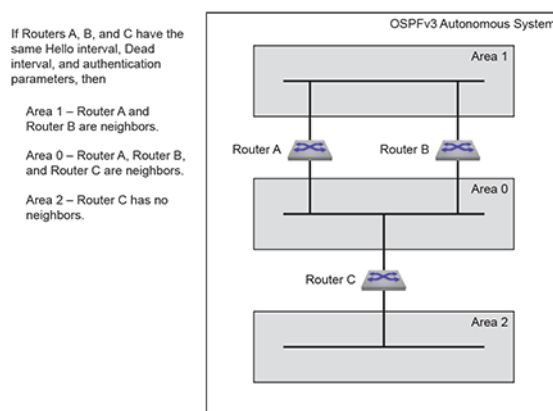 If Routers A, B, and C have the
same Hello interval, Dead
interval, and authentication
parameters, then
Area 1 – Router A and
Router B are neighbors.
Area 0 – Router A, Router B,
and Router C are neighbors.
Area 2 – Router C has no
neighbors.
OSPFv3 Autonomous System
Area 1
Router A
Router B
Area 0
Router C
Area 2